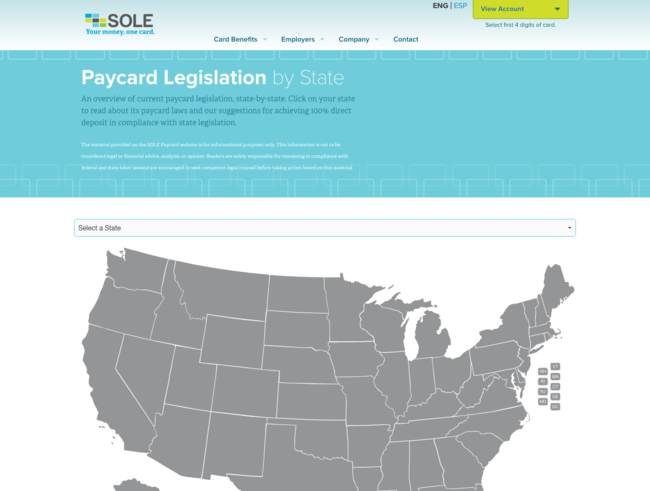 ENG | ESP
View Account
Select first 4 digits of card.
SOLE
Your money, one card.
Card Benefits
Employers
Company
Contact
Paycard Legislation by State
An overview of current paycard legislation, state-by-state. Click on your state
to read about its paycard laws and our suggestions for achieving 100% direct
deposit in compliance with state legislation.
The material provided on the SOLE Paycard website is for informational purposes only. This information is not to be
considered legal or financial advice, analysis, or opinion. Readers are solely responsible for remaining in compliance with
federal and state labor laws and are encouraged to seek competent legal counsel before taking action based on this material.
Select a State